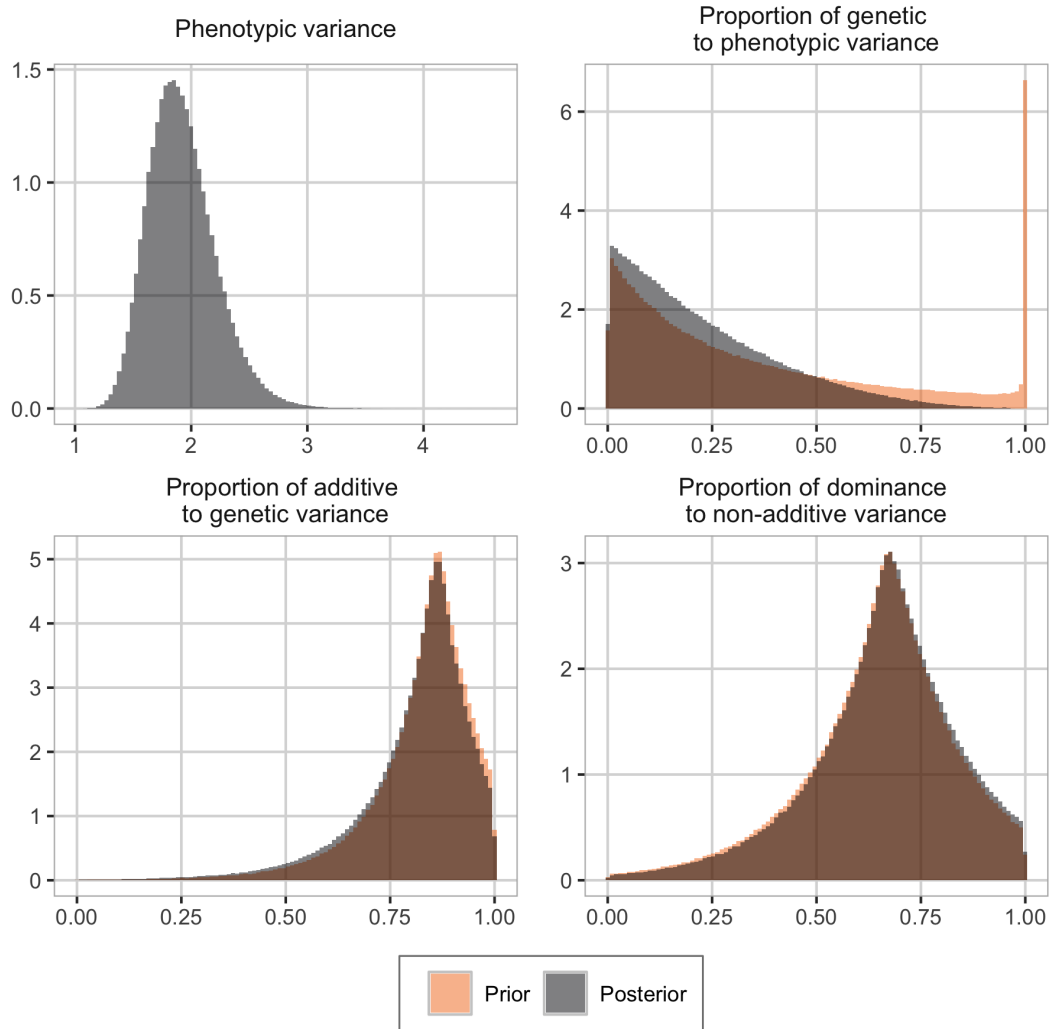 Phenotypic variance
Proportion of genetic
to phenotypic variance
1.5
1.0
0.5
0.0
1 2 3 4
6
4
2
0
0.00 0.25 0.50 0.75 1.00
Proportion of additive
to genetic variance
Proportion of dominance
to non-additive variance
5
4
3
2
1
0
0.00 0.25 0.50 0.75 1.00
3
2
1
0
0.00 0.25 0.50 0.75 1.00
Prior Posterior